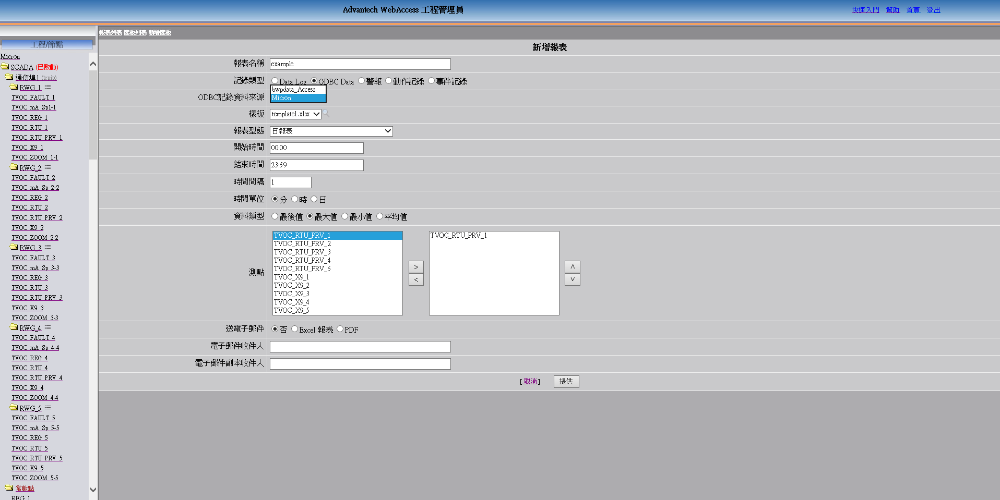 Advantech WebAccess 工程管理員
快速入門 幫助 首頁 登出
報表列表 樣板列表 新增樣板
工程/節點
Micron
SCADA (已啟動)
通信埠1 (tcpip)
RWG_1
TVOC_FAULT_1
TVOC_mA_Sp1-1
TVOC_REG_1
TVOC_RTU_1
TVOC_RTU_PRV_1
TVOC_X9_1
TVOC_ZOOM_1-1
RWG_2
TVOC_FAULT_2
TVOC_mA_Sp_2-2
TVOC_REG_2
TVOC_RTU_2
TVOC_RTU_PRV_2
TVOC_X9_2
TVOC_ZOOM_2-2
RWG_3
TVOC_FAULT_3
TVOC_mA_Sp_3-3
TVOC_REG_3
TVOC_RTU_3
TVOC_RTU_PRV_3
TVOC_X9_3
TVOC_ZOOM_3-3
RWG_4
TVOC_FAULT_4
TVOC_mA_Sp_4-4
TVOC_REG_4
TVOC_RTU_4
TVOC_RTU_PRV_4
TVOC_X9_4
TVOC_ZOOM_4-4
RWG_5
TVOC_FAULT_5
TVOC_mA_Sp_5-5
TVOC_REG_5
TVOC_RTU_5
TVOC_RTU_PRV_5
TVOC_X9_5
TVOC_ZOOM_5-5
常數點
REG_1
新增報表
報表名稱 example
記錄類型 Data Log ODBC Data 警報 動作記錄 事件記錄
bwpdata_Access
ODBC記錄資料來源 Micron
樣板 template1.xlsx
報表型態 日報表
開始時間 00:00
結束時間 23:59
時間間隔 1
時間單位 分 時 日
資料類型 最後值 最大值 最小值 平均值
測點
TVOC_RTU_PRV_1
TVOC_RTU_PRV_2
TVOC_RTU_PRV_3
TVOC_RTU_PRV_4
TVOC_RTU_PRV_5
TVOC_X9_1
TVOC_X9_2
TVOC_X9_3
TVOC_X9_4
TVOC_X9_5
>
<
TVOC_RTU_PRV_1
^
v
送電子郵件 否 Excel 報表 PDF
電子郵件收件人
電子郵件副本收件人
[ 取消] 提供